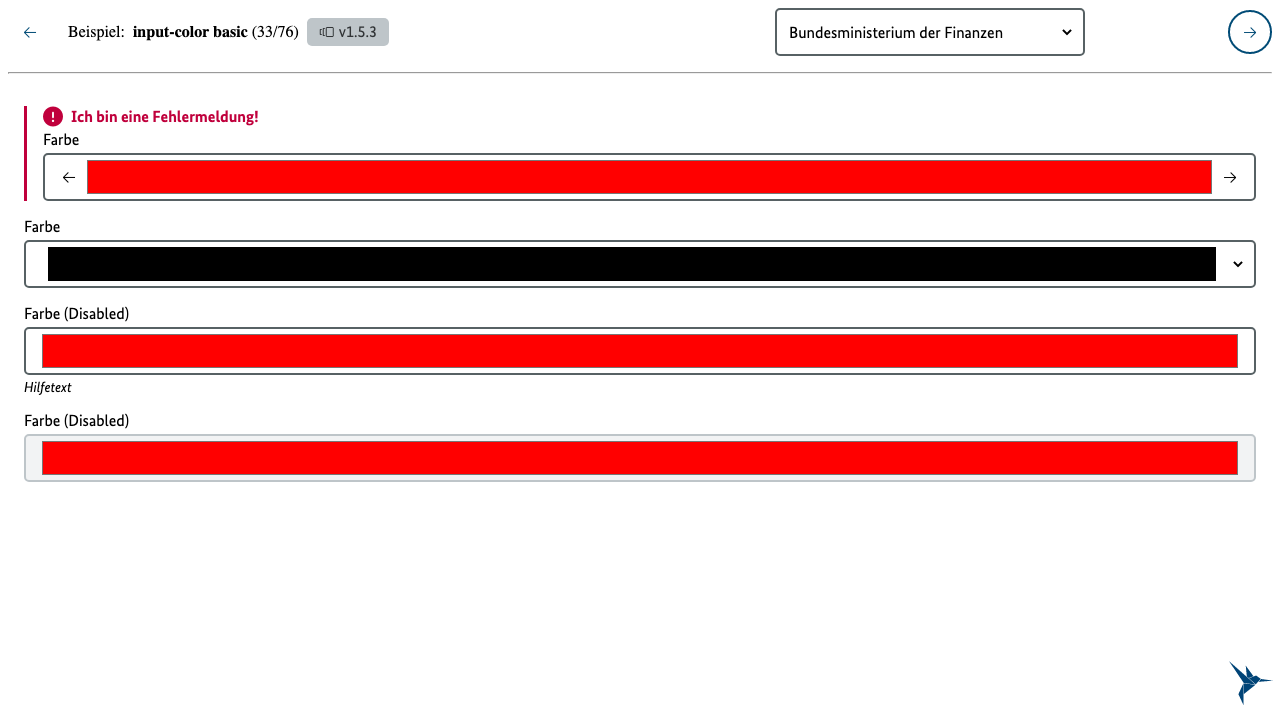 Beispiel: input-color basic (33/76) v1.5.3 Bundesministerium der Finanzen
Ich bin eine Fehlermeldung!
Farbe
Farbe
Farbe (Disabled)
Hilfetext
Farbe (Disabled)